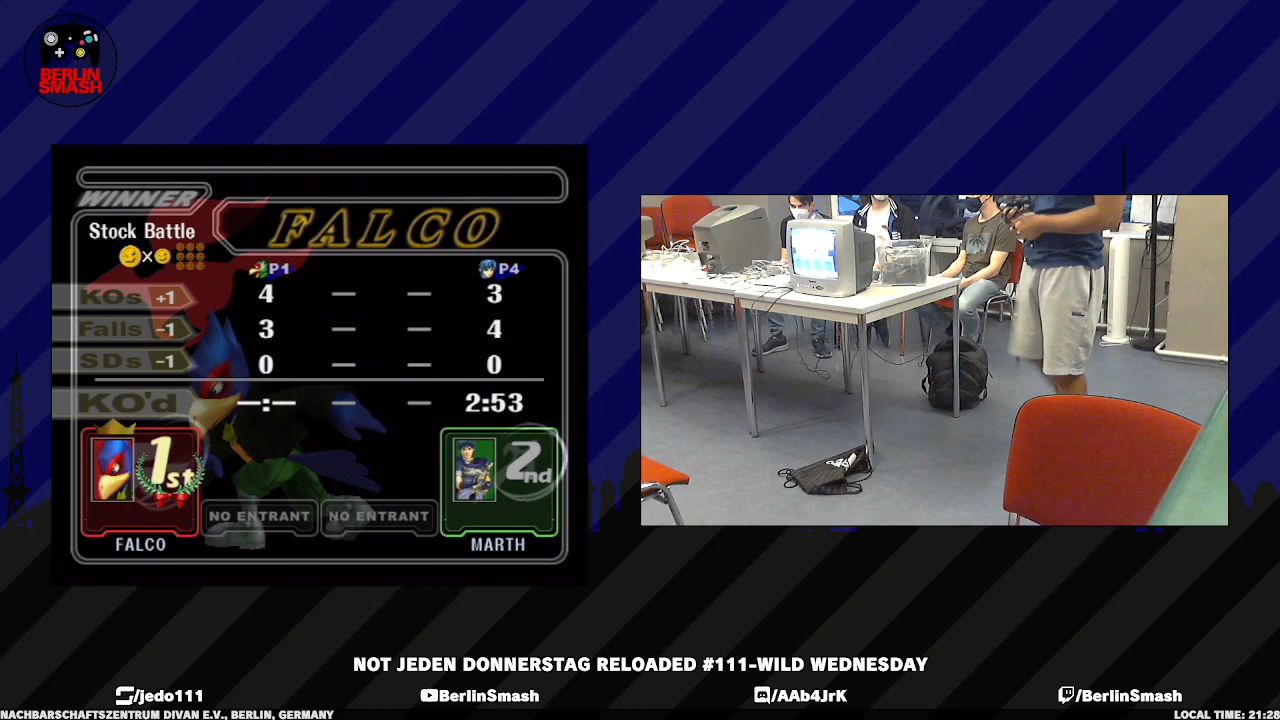 BERLIN
SMASH
WINNER
FALCO
Stock Battle
×
P1
P4
KOs +1
4 — — 3
Falls -1
3 — — 4
SDs -1
0 — — 0
KO'd
—:— — — 2:53
1st
2nd
NO ENTRANT
NO ENTRANT
FALCO
MARTH
NOT JEDEN DONNERSTAG RELOADED #111-WILD WEDNESDAY
/jedo111
BerlinSmash
/AAb4JrK
/BerlinSmash
NACHBARSCHAFTSZENTRUM DIVAN E.V., BERLIN, GERMANY
LOCAL TIME: 21:28